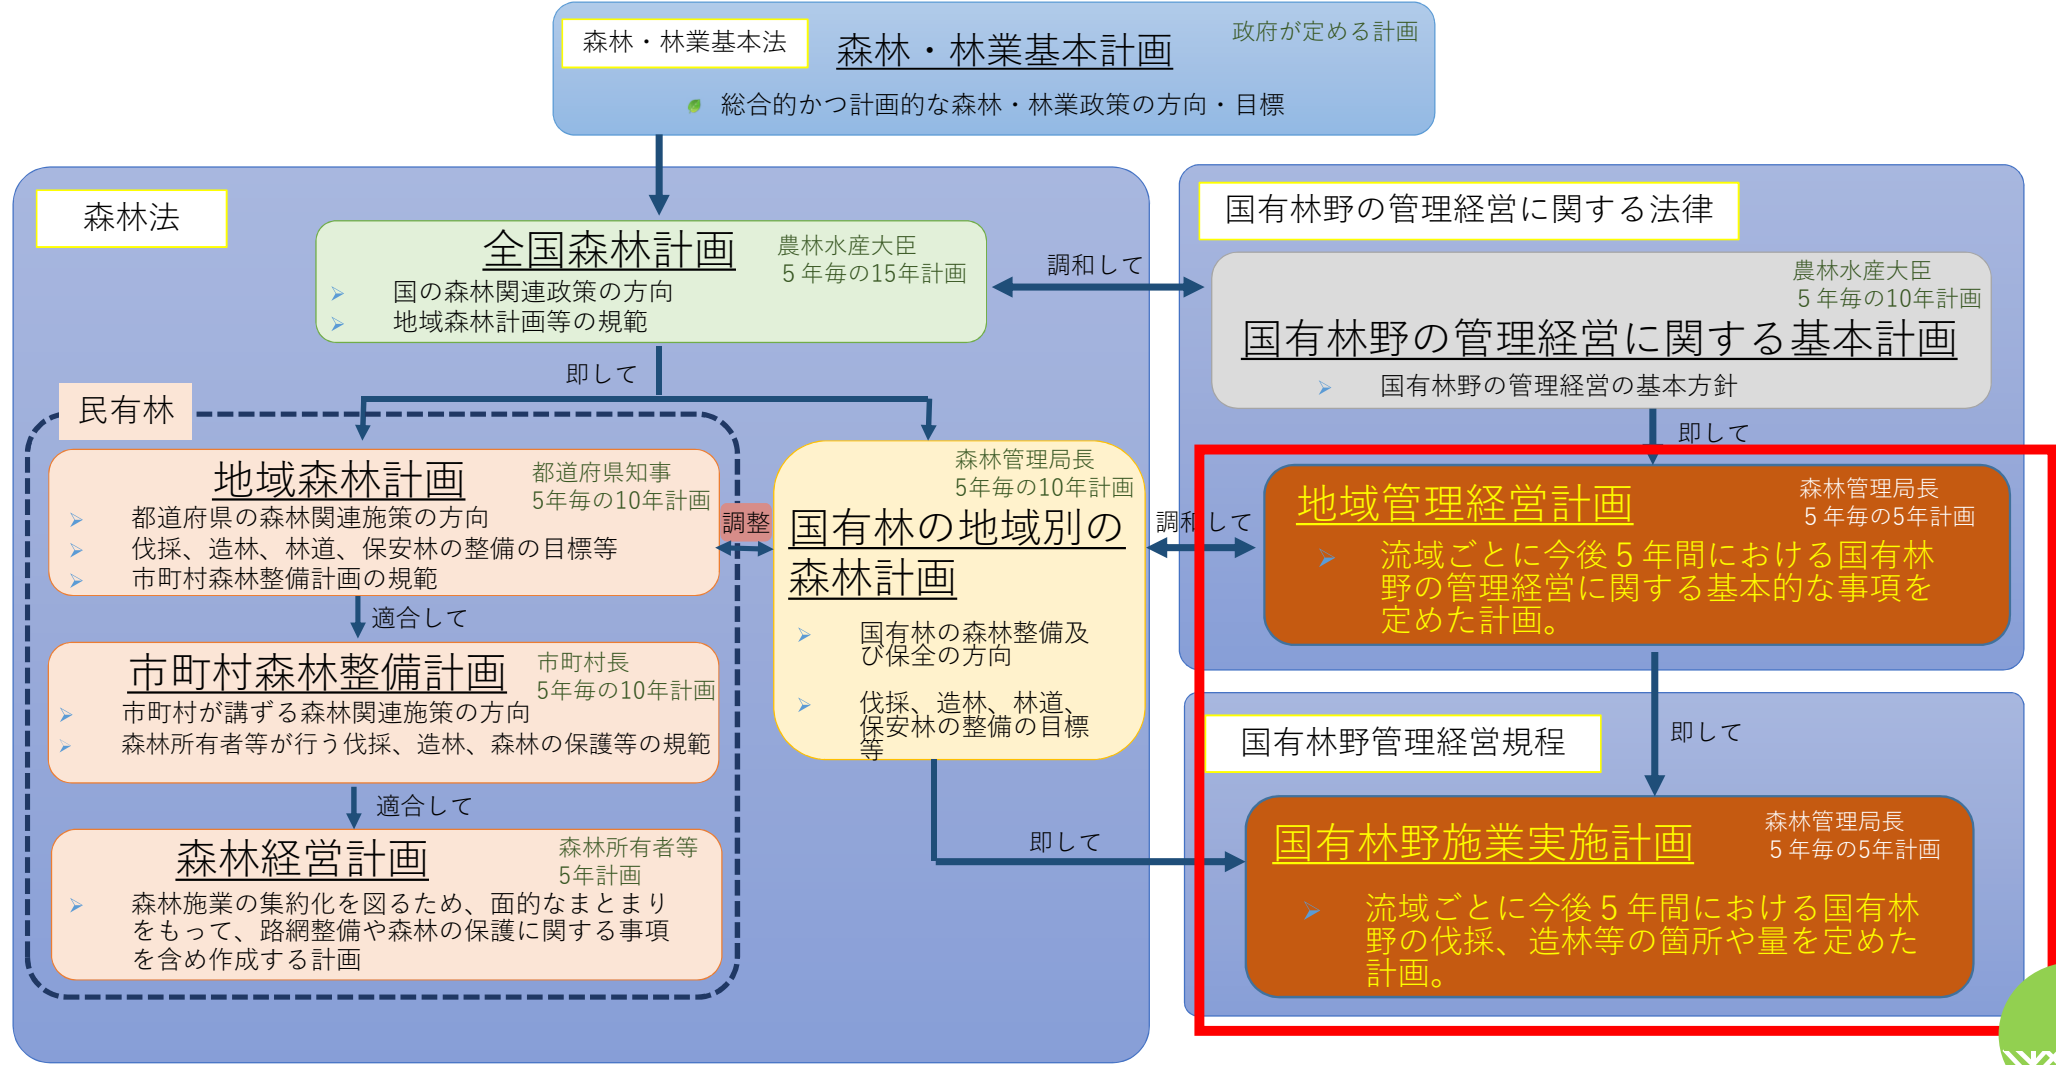 森林・林業基本法
森林・林業基本計画
政府が定める計画
総合的かつ計画的な森林・林業政策の方向・目標
森林法
全国森林計画
農林水産大臣
５年毎の15年計画
国の森林関連政策の方向
地域森林計画等の規範
調和して
国有林野の管理経営に関する法律
農林水産大臣
５年毎の10年計画
国有林野の管理経営に関する基本計画
国有林野の管理経営の基本方針
即して
即して
民有林
地域森林計画
都道府県知事
5年毎の10年計画
都道府県の森林関連施策の方向
伐採、造林、林道、保安林の整備の目標等
市町村森林整備計画の規範
適合して
調整
市町村森林整備計画
市町村長
5年毎の10年計画
市町村が講ずる森林関連施策の方向
森林所有者等が行う伐採、造林、森林の保護等の規範
適合して
森林経営計画
森林所有者等
5年計画
森林施業の集約化を図るため、面的なまとまり
をもって、路網整備や森林の保護に関する事項
を含め作成する計画
森林管理局長
5年毎の10年計画
国有林の地域別の
森林計画
国有林の森林整備及
び保全の方向
伐採、造林、林道、
保安林の整備の目標
等
調和して
即して
地域管理経営計画
森林管理局長
５年毎の5年計画
流域ごとに今後５年間における国有林
野の管理経営に関する基本的な事項を
定めた計画。
即して
国有林野管理経営規程
国有林野施業実施計画
森林管理局長
５年毎の5年計画
流域ごとに今後５年間における国有林
野の伐採、造林等の箇所や量を定めた
計画。